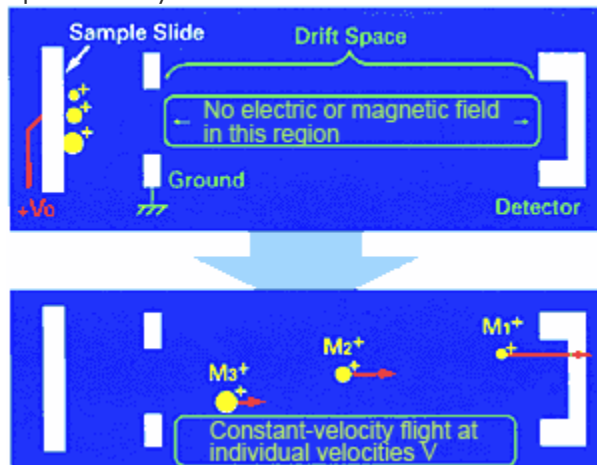 Sample Slide
Drift Space
No electric or magnetic field
in this region
Ground
+V₀
Detector
M₁⁺
M₂⁺
M₃⁺
Constant-velocity flight at
individual velocities V